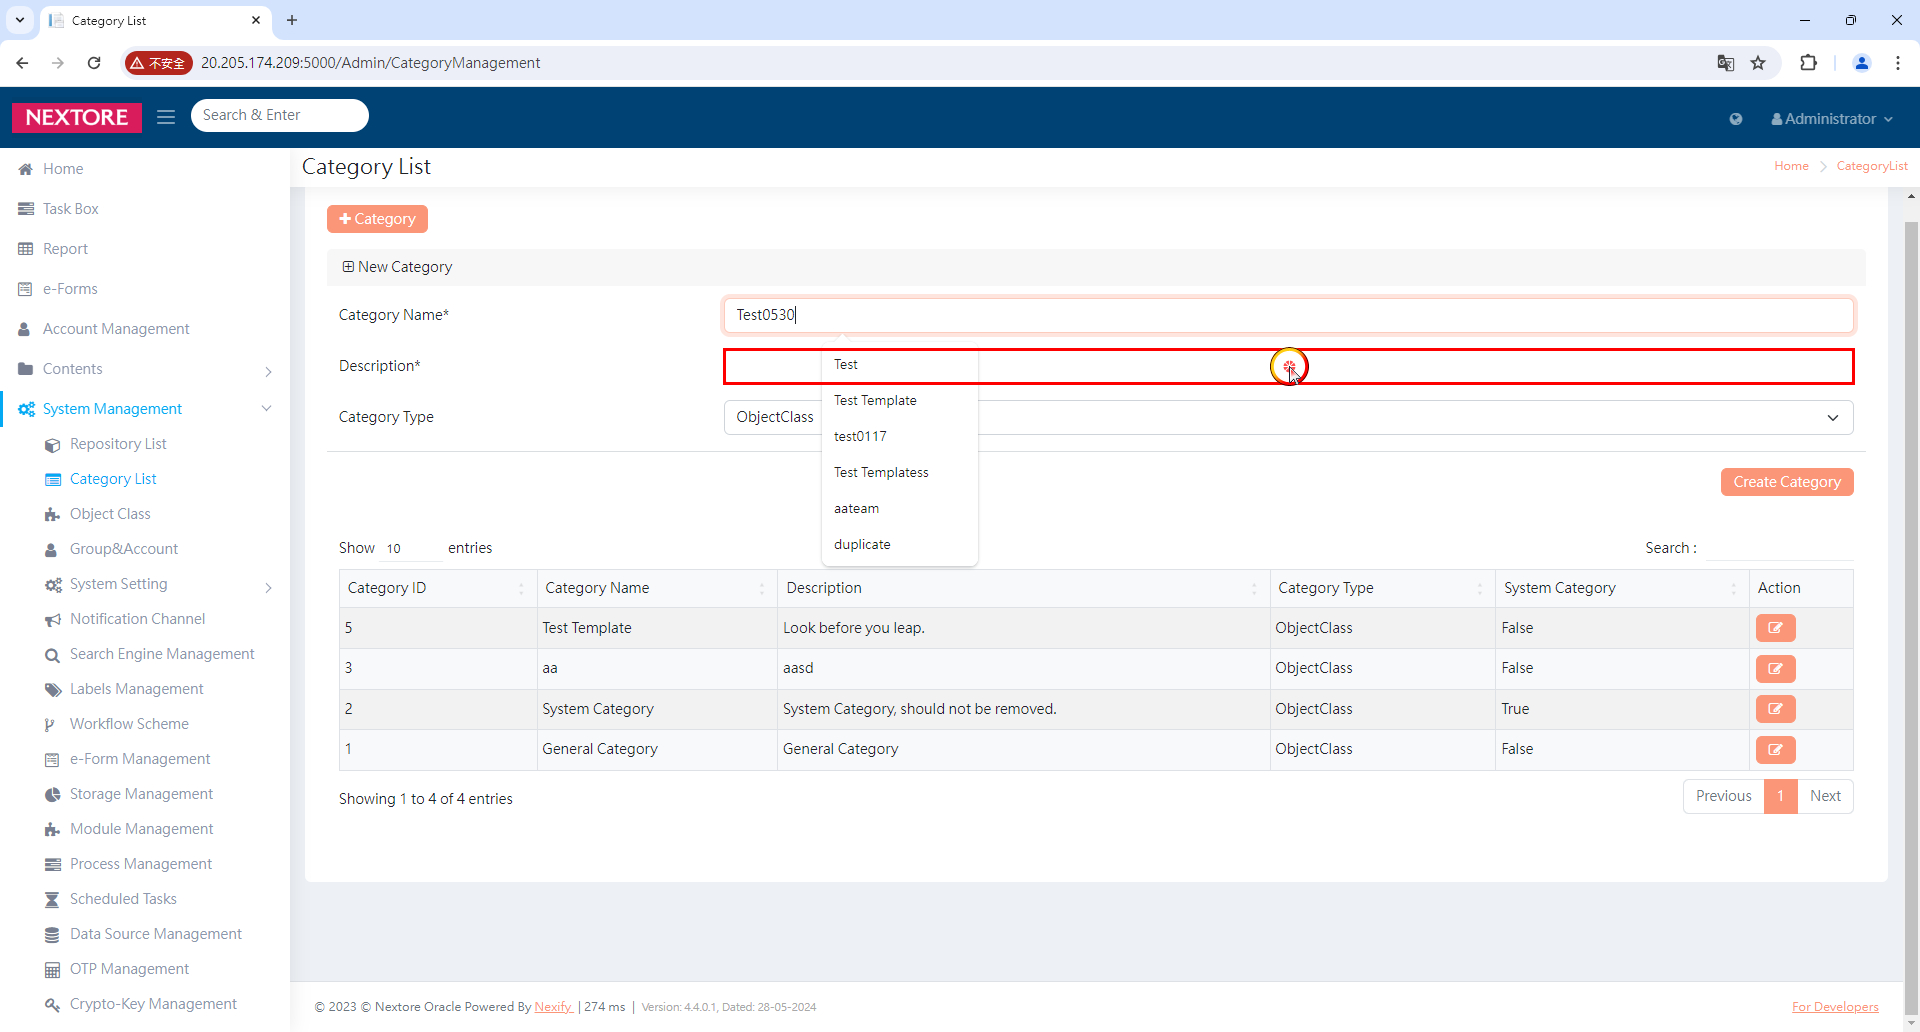 Category List
不安全
20.205.174.209:5000/Admin/CategoryManagement
NEXTORE
Search & Enter
Administrator
Home
Task Box
Report
e-Forms
Account Management
Contents
System Management
Repository List
Category List
Object Class
Group&Account
System Setting
Notification Channel
Search Engine Management
Labels Management
Workflow Scheme
e-Form Management
Storage Management
Module Management
Process Management
Scheduled Tasks
Data Source Management
OTP Management
Crypto-Key Management
Category List
Home CategoryList
Category
New Category
Category Name* Test0530
Description*
Category Type ObjectClass
Test
Test Template
test0117
Test Templatess
aateam
duplicate
Create Category
Show 10 entries Search :
Category ID Category Name Description Category Type System Category Action
5 Test Template Look before you leap. ObjectClass False
3 aa aasd ObjectClass False
2 System Category System Category, should not be removed. ObjectClass True
1 General Category General Category ObjectClass False
Showing 1 to 4 of 4 entries Previous 1 Next
© 2023 © Nextore Oracle Powered By Nexify | 274 ms | Version: 4.4.0.1, Dated: 28-05-2024 For Developers